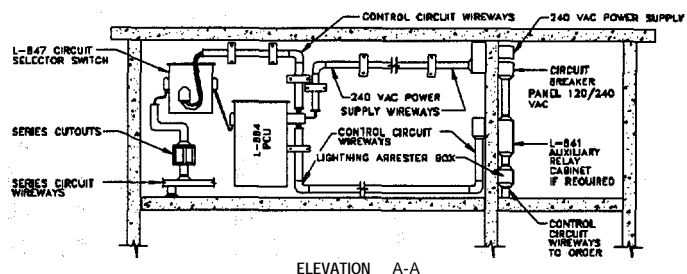 CONTROL CIRCUIT WIREWAYS
240 VAC POWER SUPPLY
L-847 CIRCUIT
SELECTOR SWITCH
CIRCUIT
BREAKER
PANEL 120/240
VAC
240 VAC POWER
SUPPLY WIREWAYS
L-884
PCU
SERIES CUTOUTS
CONTROL CIRCUIT
WIREWAYS
LIGHTNING ARRESTER BOX
L-841
AUXILIARY
RELAY
CABINET
IF REQUIRED
SERIES CIRCUIT
WIREWAYS
CONTROL
CIRCUIT
WIREWAYS
TO ORDER
ELEVATION A-A